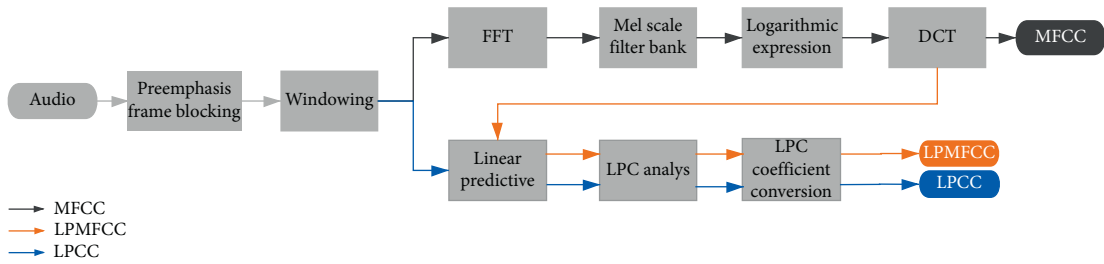 Audio
Preemphasis
frame blocking
Windowing
FFT
Mel scale
filter bank
Logarithmic
expression
DCT
MFCC
Linear
predictive
LPC analys
LPC
coefficient
conversion
LPMFCC
LPCC
MFCC
LPMFCC
LPCC